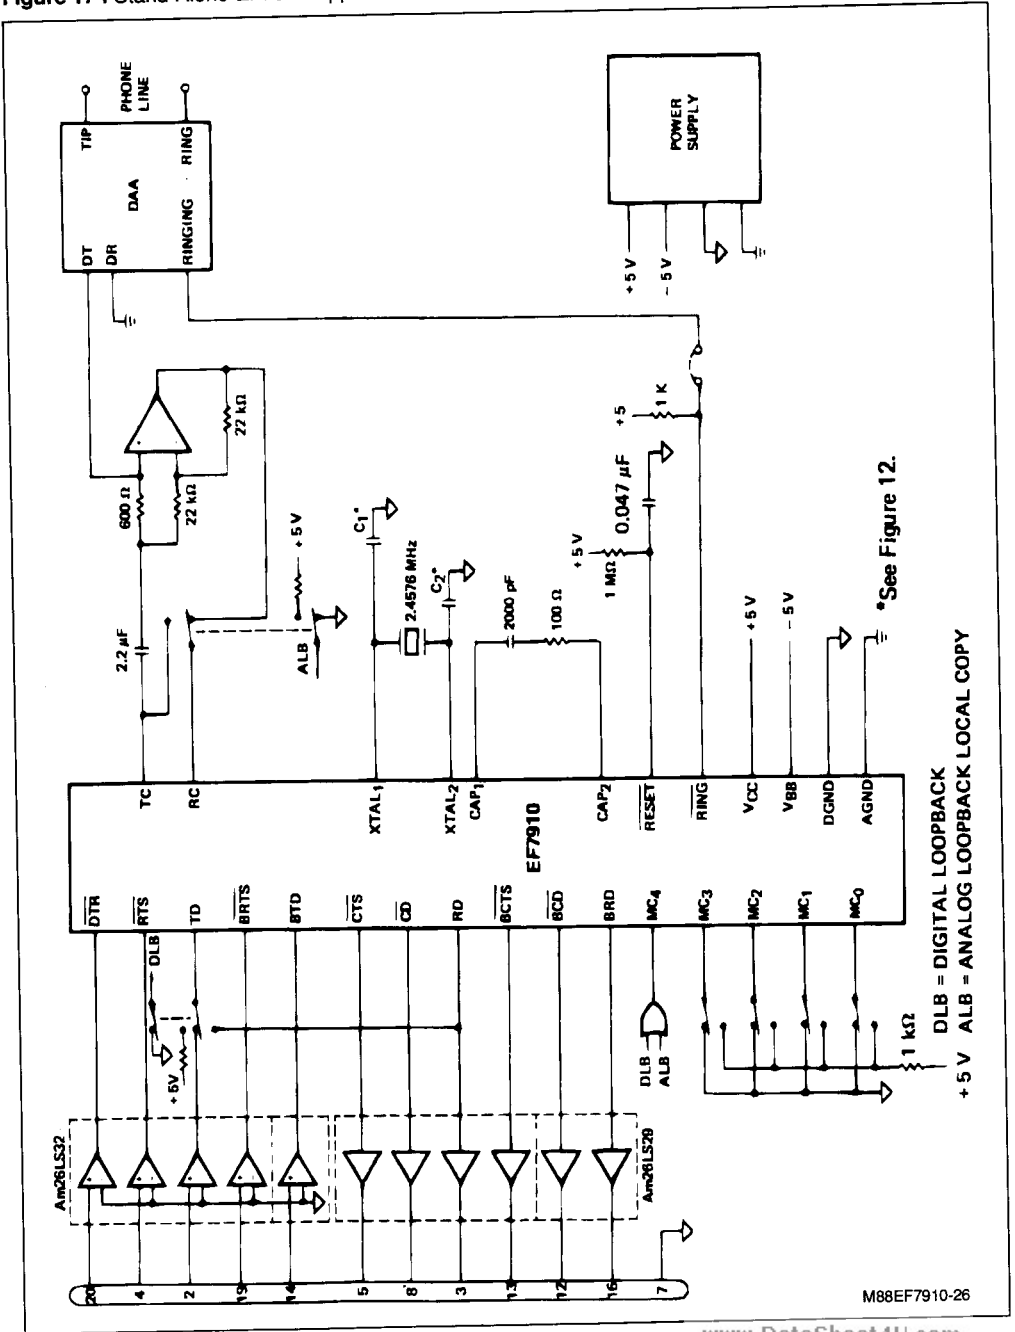 Figure 17 :
PHONE
LINE
TIP
RING
DAA
DT
DR
RINGING
POWER
SUPPLY
+5 V
-5 V
22 kΩ
600 Ω
22 kΩ
+5 V
2.2 µF
ALB
C1*
2.4576 MHz
C2*
2000 pF
100 Ω
+5 V
1 MΩ
0.047 µF
+5
1 K
+5 V
-5 V
*See Figure 12.
TC
RC
XTAL1
XTAL2
CAP1
CAP2
RESET
RING
VCC
VBB
DGND
AGND
EF7910
DTR
RTS
TD
BRTS
BTD
CTS
CD
RD
BCTS
BCD
BRD
MC4
MC3
MC2
MC1
MC0
DLB
+5V
DLB
ALB
1 kΩ
+5 V
DLB = DIGITAL LOOPBACK
ALB = ANALOG LOOPBACK LOCAL COPY
Am26LS32
Am26LS29
20
4
2
19
14
5
8
3
13
12
16
7
M88EF7910-26